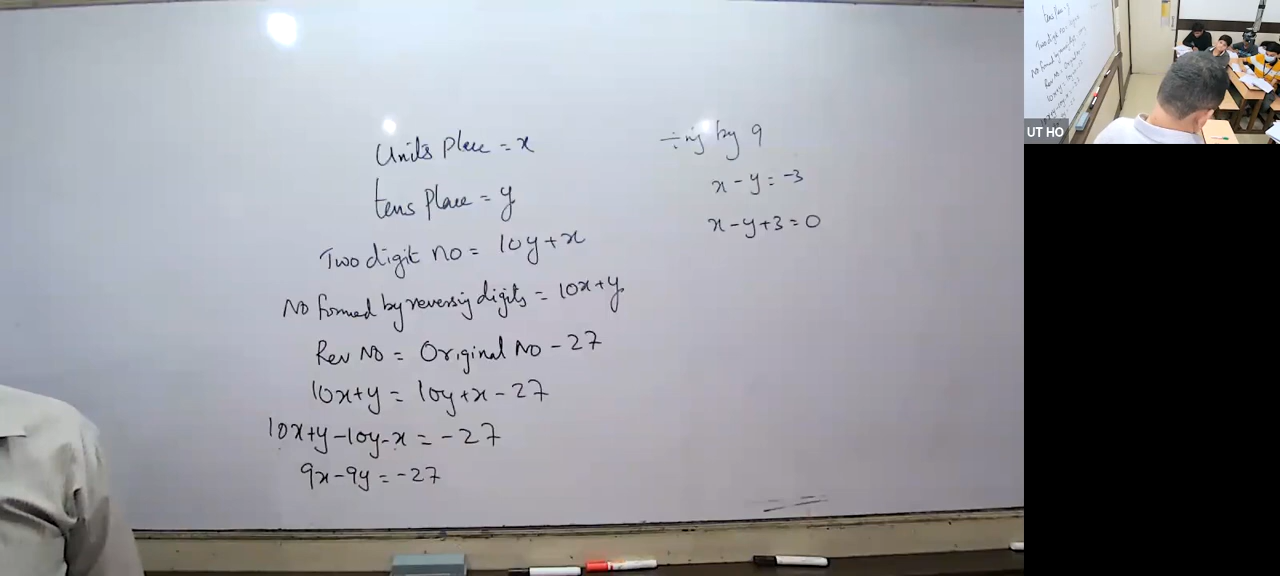 Units Place = x
tens Place = y
Two digit no = 10y + x
No formed by reversing digits = 10x + y
Rev No = Original No - 27
10x + y = 10y + x - 27
10x + y - 10y - x = -27
9x - 9y = -27
÷ng by 9
x - y = -3
x - y + 3 = 0
UT HO